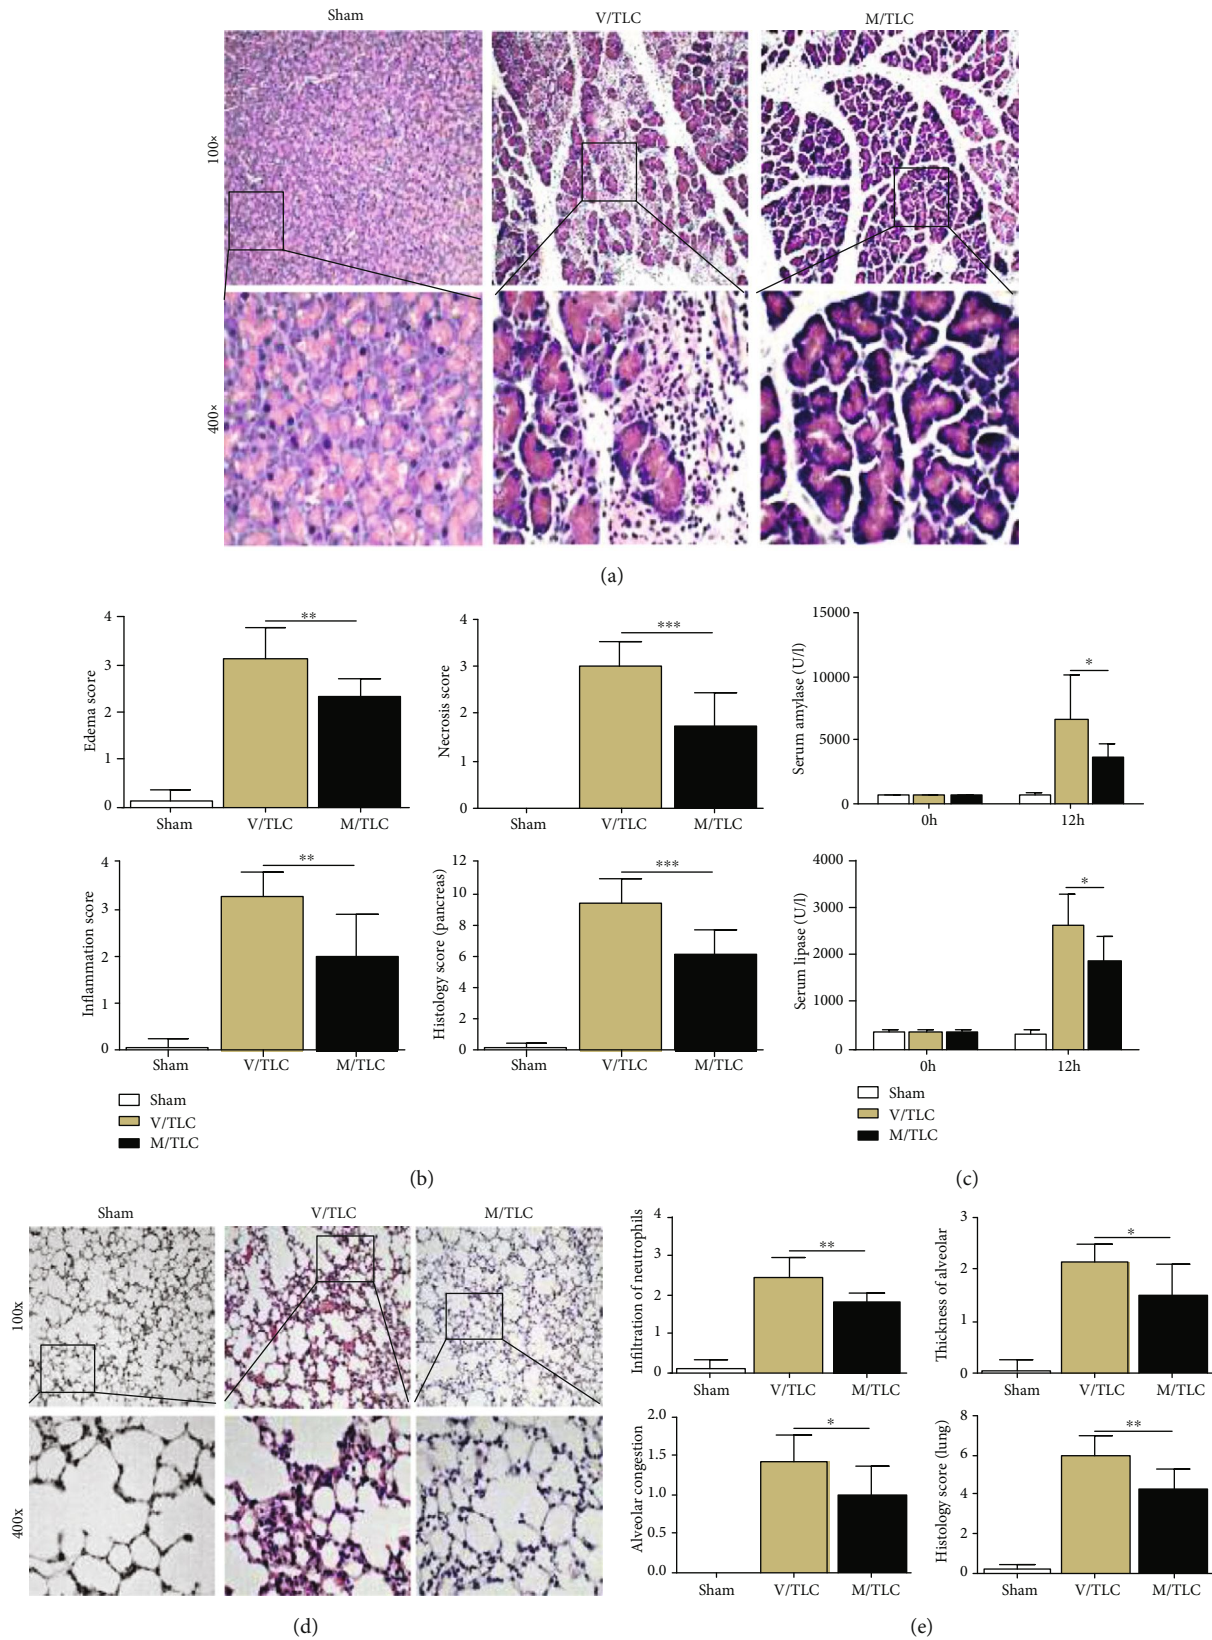 Sham V/TLC M/TLC
100×
400×
(a)
Edema score
4
3
2
1
0
**
Sham V/TLC M/TLC
Necrosis score
4
3
2
1
0
***
Sham V/TLC M/TLC
Serum amylase (U/l)
15000
10000
5000
0
*
0h 12h
Inflammation score
4
3
2
1
0
**
Sham V/TLC M/TLC
Histology score (pancreas)
12
10
8
6
4
2
0
***
Sham V/TLC M/TLC
Serum lipase (U/l)
4000
3000
2000
1000
0
*
0h 12h
Sham
V/TLC
M/TLC
(b)
Sham
V/TLC
M/TLC
(c)
Sham V/TLC M/TLC
100x
400x
(d)
Infiltration of neutrophils
4
3
2
1
0
**
Sham V/TLC M/TLC
Thickness of alveolar
3
2
1
0
*
Sham V/TLC M/TLC
Alveolar congestion
2.0
1.5
1.0
0.5
0.0
*
Sham V/TLC M/TLC
Histology score (lung)
8
6
4
2
0
**
Sham V/TLC M/TLC
(e)